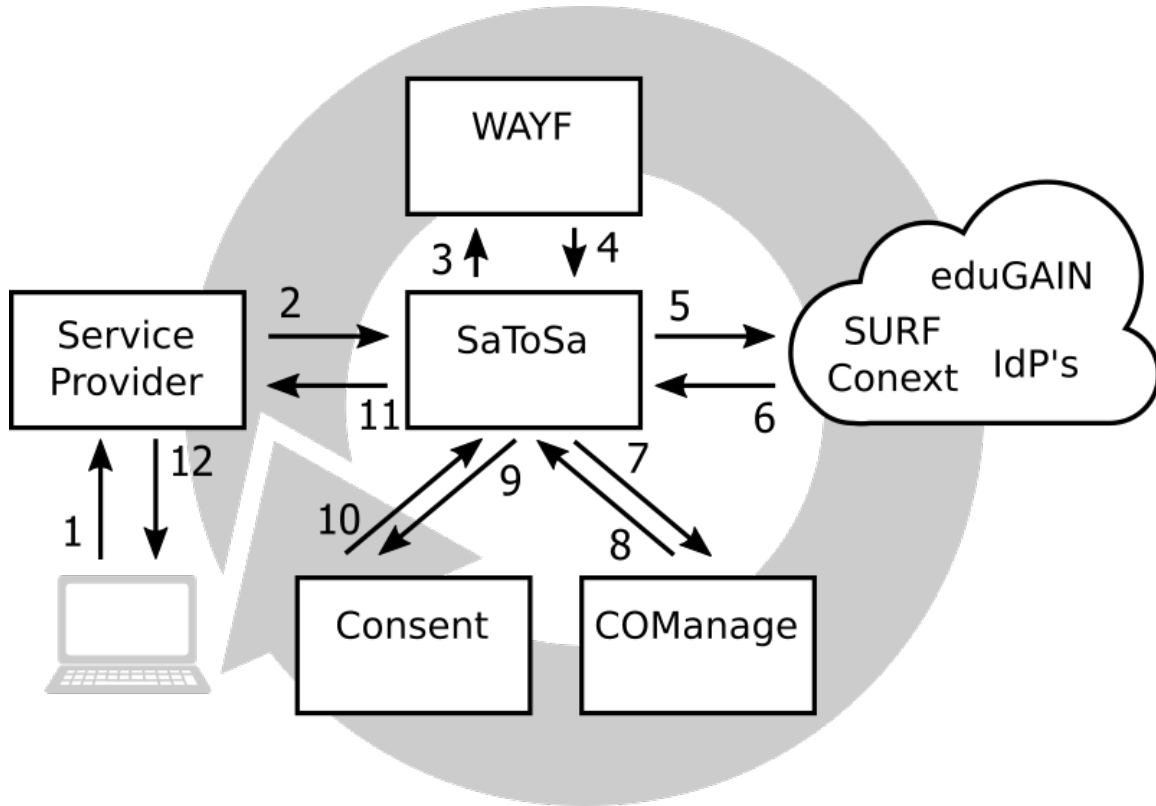 WAYF
3
4
eduGAIN
Service
Provider
2
SaToSa
5
SURF
Conext
IdP's
11
6
12
1
10
9
7
8
Consent
COManage